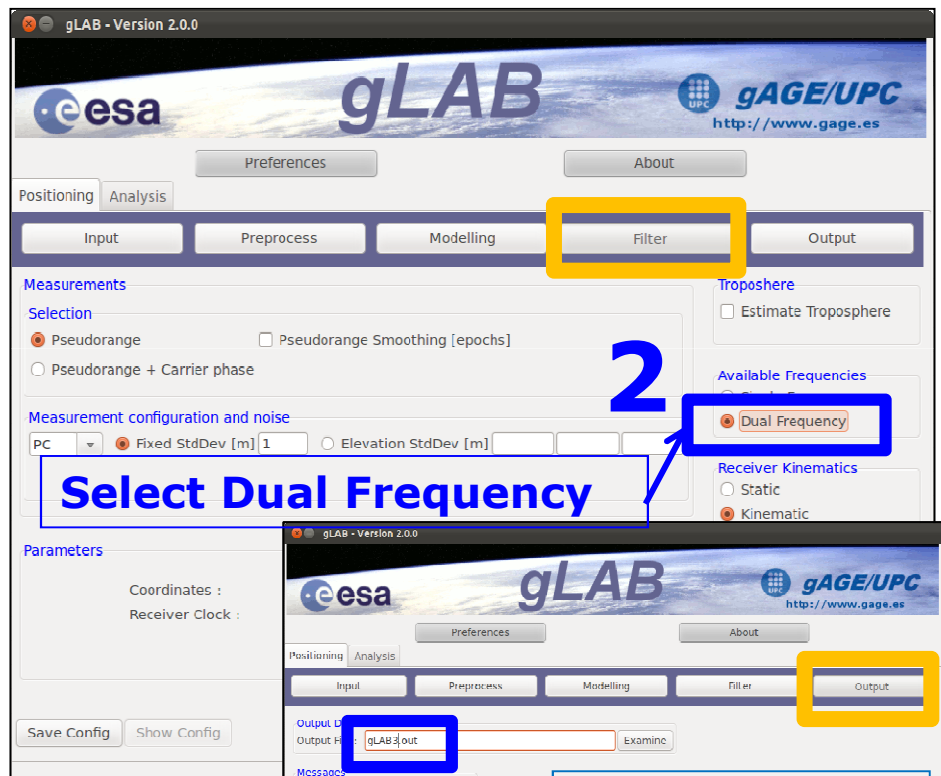 gLAB - Version 2.0.0
esa
gLAB
UPC
gAGE/UPC
http://www.gage.es
Preferences
About
Positioning
Analysis
Input
Preprocess
Modelling
Filter
Output
Measurements
Selection
Pseudorange
Pseudorange Smoothing [epochs]
Pseudorange + Carrier phase
Measurement configuration and noise
PC
Fixed StdDev [m]
1
Elevation StdDev [m]
Troposhere
Estimate Troposphere
Available Frequencies
Dual Frequency
Receiver Kinematics
Static
Kinematic
2
Select Dual Frequency
Parameters
Coordinates :
Receiver Clock :
Save Config
Show Config
gLAB - Version 2.0.0
esa
gLAB
UPC
gAGE/UPC
http://www.gage.es
Preferences
About
Positioning
Analysis
Input
Preprocess
Modelling
Filter
Output
Output
Output
gLAB3.out
Examine
Messages